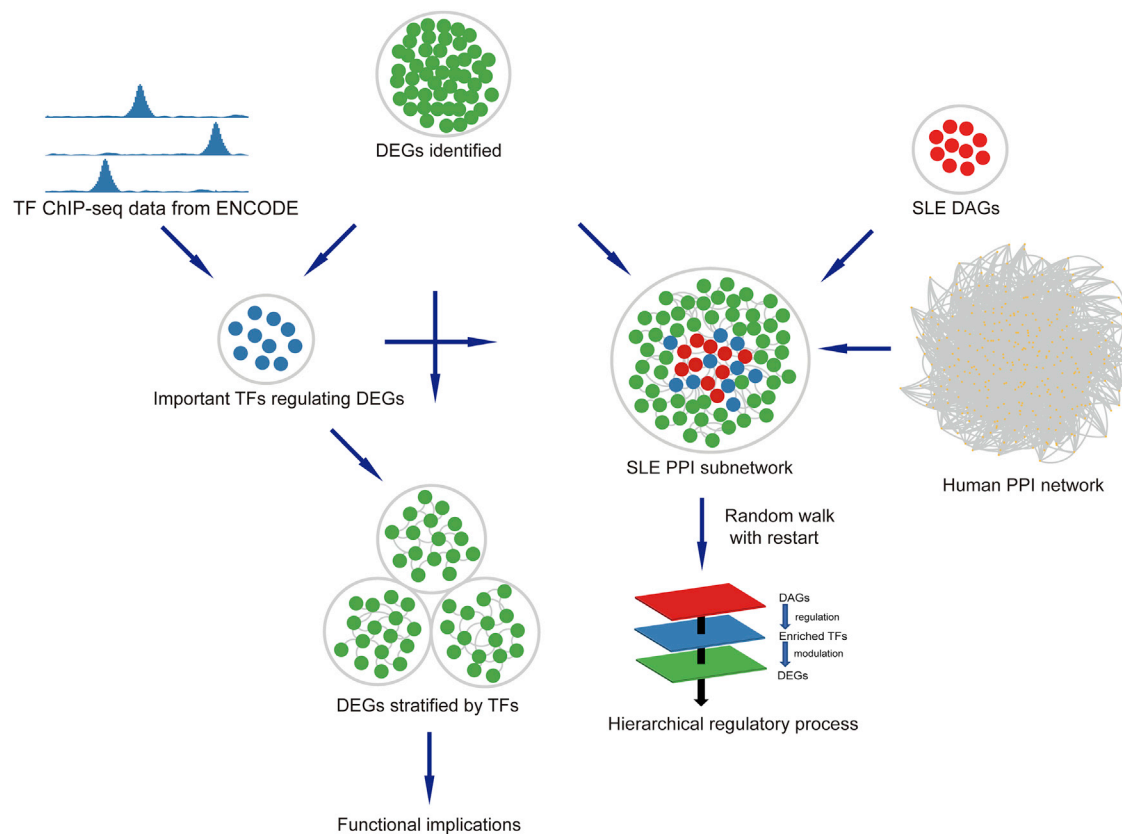 DEGs identified
TF ChIP-seq data from ENCODE
SLE DAGs
Important TFs regulating DEGs
SLE PPI subnetwork
Human PPI network
Random walk
with restart
DAGs
regulation
Enriched TFs
modulation
DEGs
DEGs stratified by TFs
Hierarchical regulatory process
Functional implications